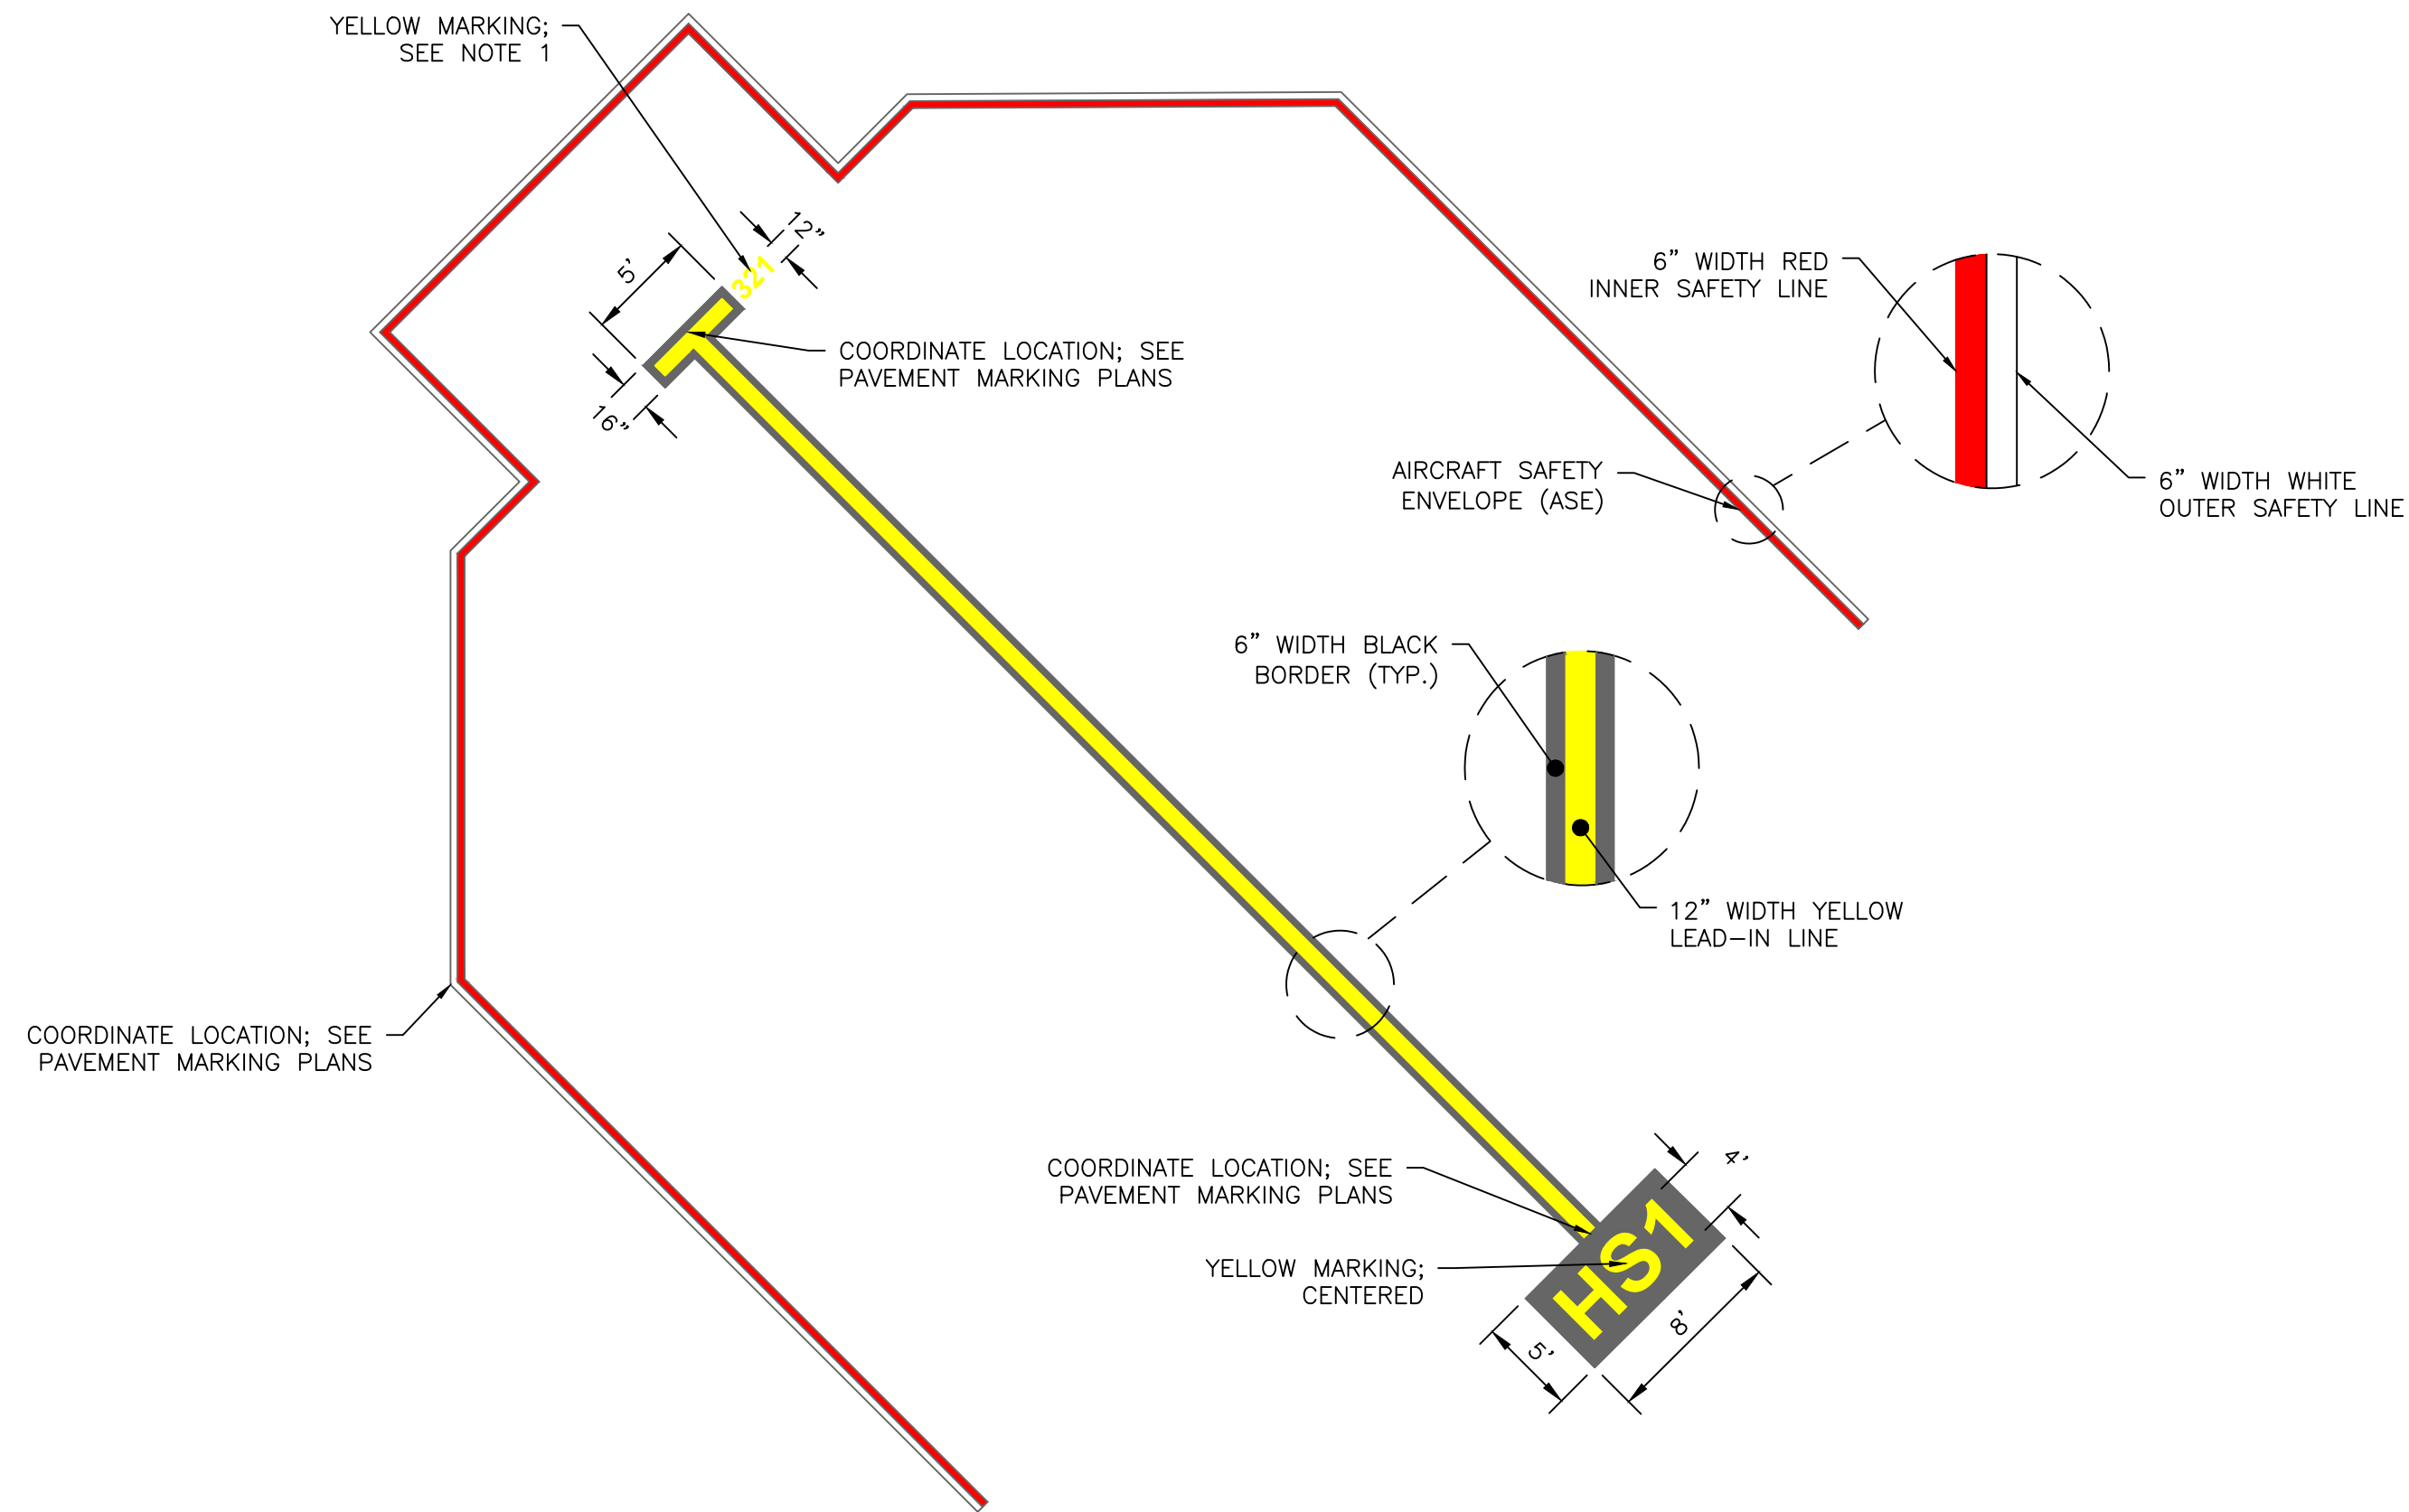 YELLOW MARKING;
SEE NOTE 1
12"
5'
321
6" WIDTH RED
INNER SAFETY LINE
COORDINATE LOCATION; SEE
PAVEMENT MARKING PLANS
16"
AIRCRAFT SAFETY
ENVELOPE (ASE)
6" WIDTH WHITE
OUTER SAFETY LINE
6" WIDTH BLACK
BORDER (TYP.)
12" WIDTH YELLOW
LEAD-IN LINE
COORDINATE LOCATION; SEE
PAVEMENT MARKING PLANS
COORDINATE LOCATION; SEE
PAVEMENT MARKING PLANS
4'
HS1
YELLOW MARKING;
CENTERED
8'
5'